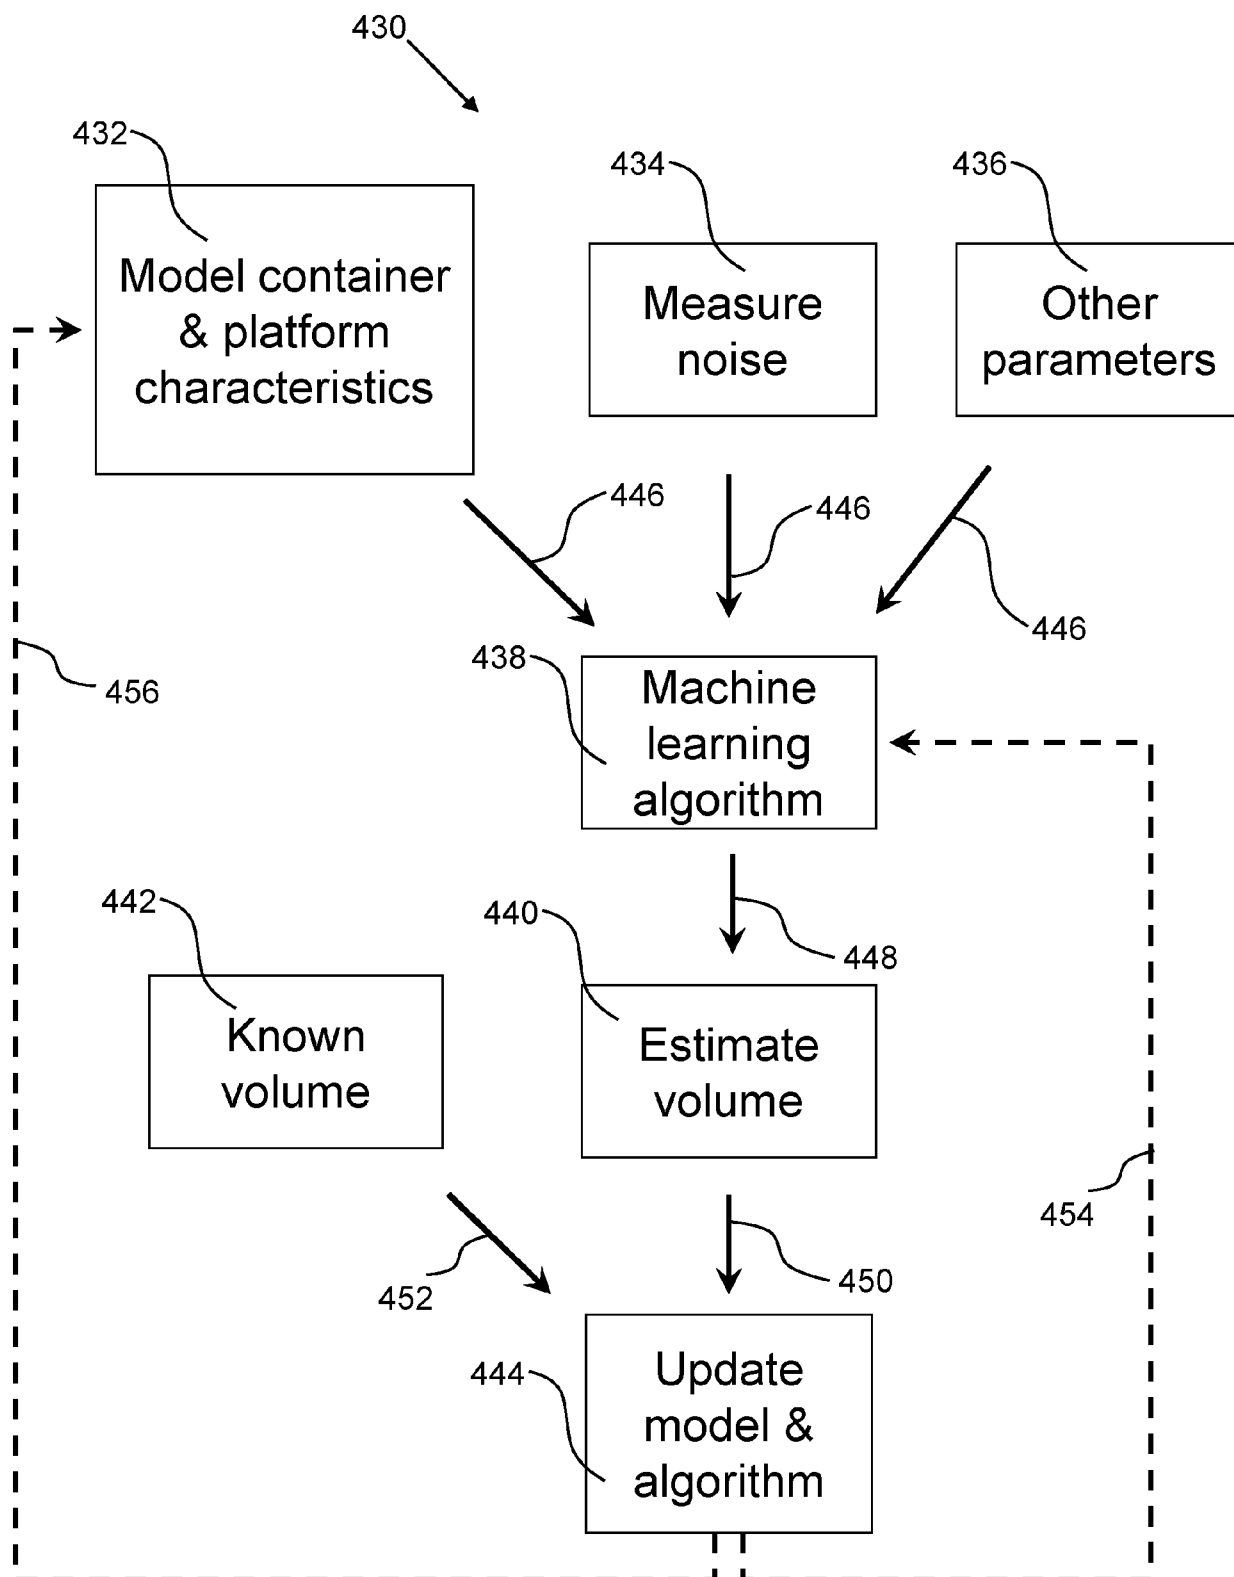 430
432
434
436
Model container
& platform
characteristics
Measure
noise
Other
parameters
446
446
446
456
438
Machine
learning
algorithm
442
440
448
Known
volume
Estimate
volume
454
452
450
444
Update
model &
algorithm